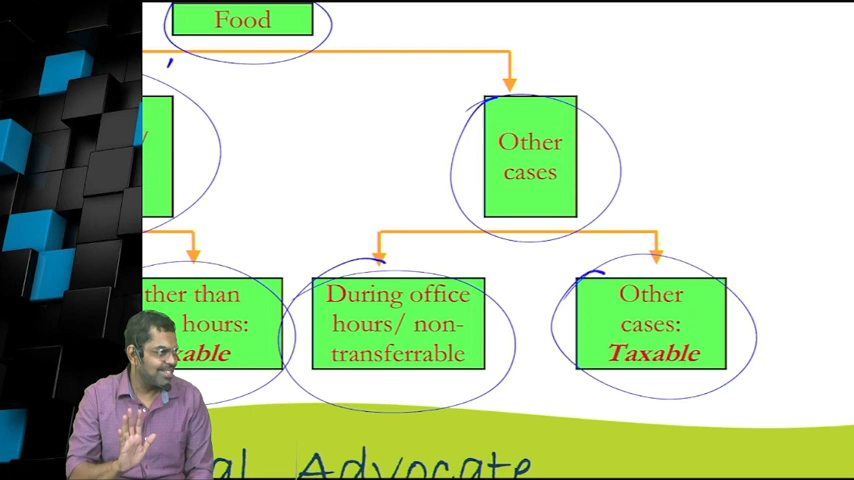 Food
Other
cases
ther than
hours:
xable
During office
hours/ non-
transferrable
Other
cases:
Taxable
al Advocate